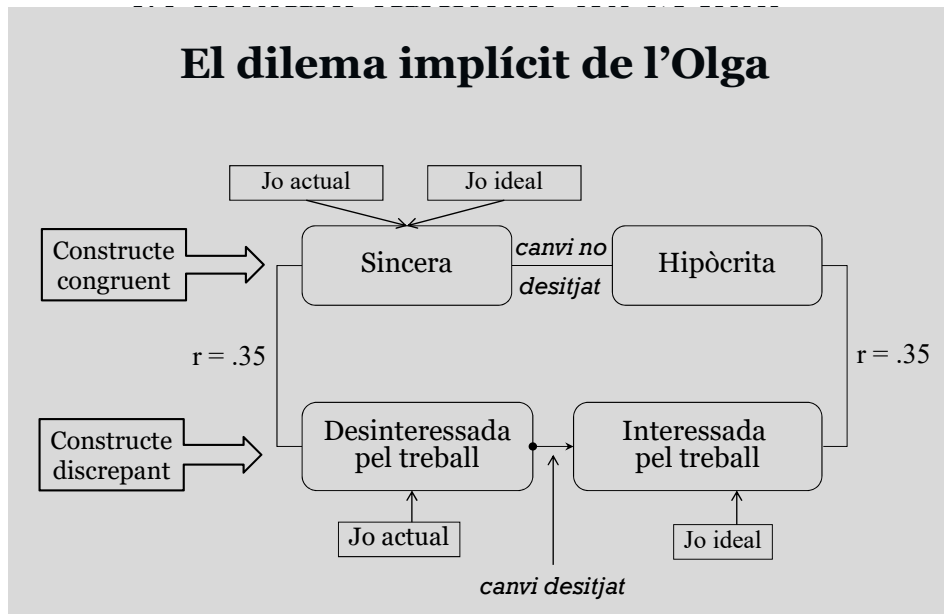 El dilema implícit de l’Olga
Jo actual
Jo ideal
Constructe
congruent
Sincera
canvi no
desitjat
Hipòcrita
r = .35
r = .35
Constructe
discrepant
Desinteressada
pel treball
Interessada
pel treball
Jo actual
Jo ideal
canvi desitjat